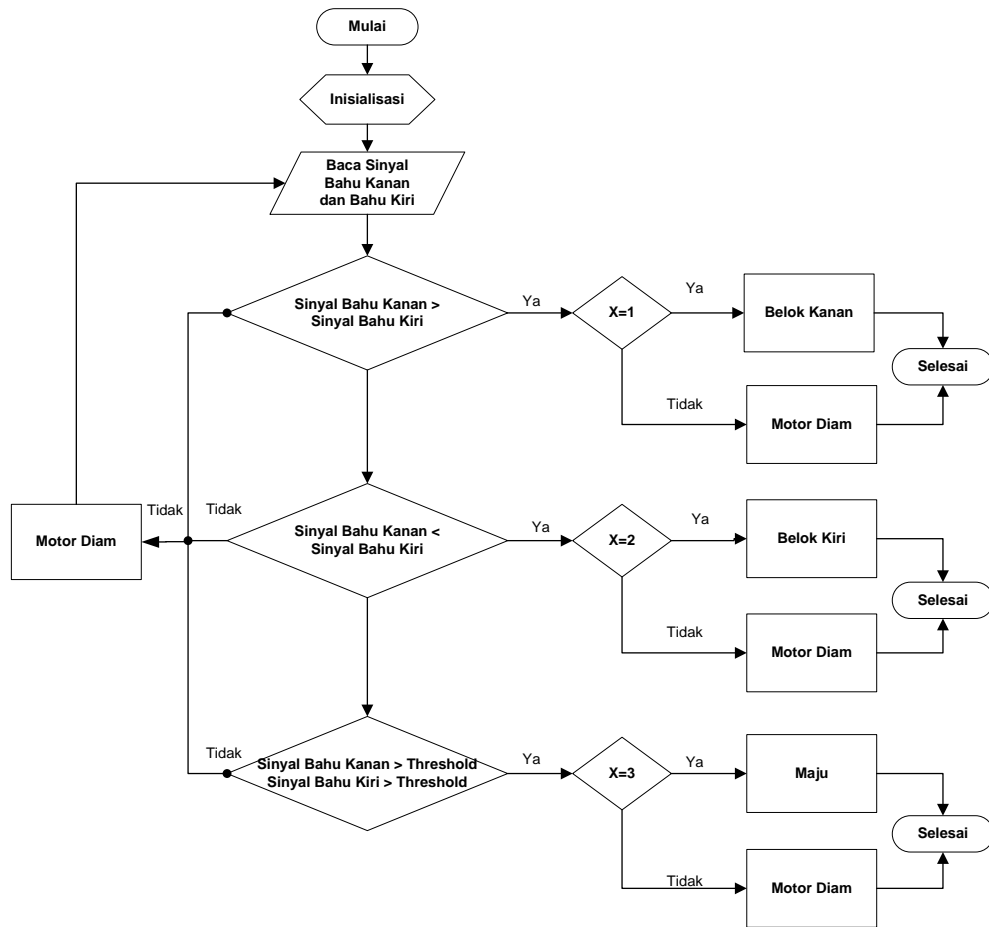 Mulai
Inisialisasi
Baca Sinyal
Bahu Kanan
dan Bahu Kiri
Sinyal Bahu Kanan >
Sinyal Bahu Kiri
Ya
X=1
Ya
Belok Kanan
Selesai
Tidak
Motor Diam
Motor Diam
Tidak
Tidak
Sinyal Bahu Kanan <
Sinyal Bahu Kiri
Ya
X=2
Ya
Belok Kiri
Selesai
Tidak
Motor Diam
Tidak
Sinyal Bahu Kanan > Threshold
Sinyal Bahu Kiri > Threshold
Ya
X=3
Ya
Maju
Selesai
Tidak
Motor Diam